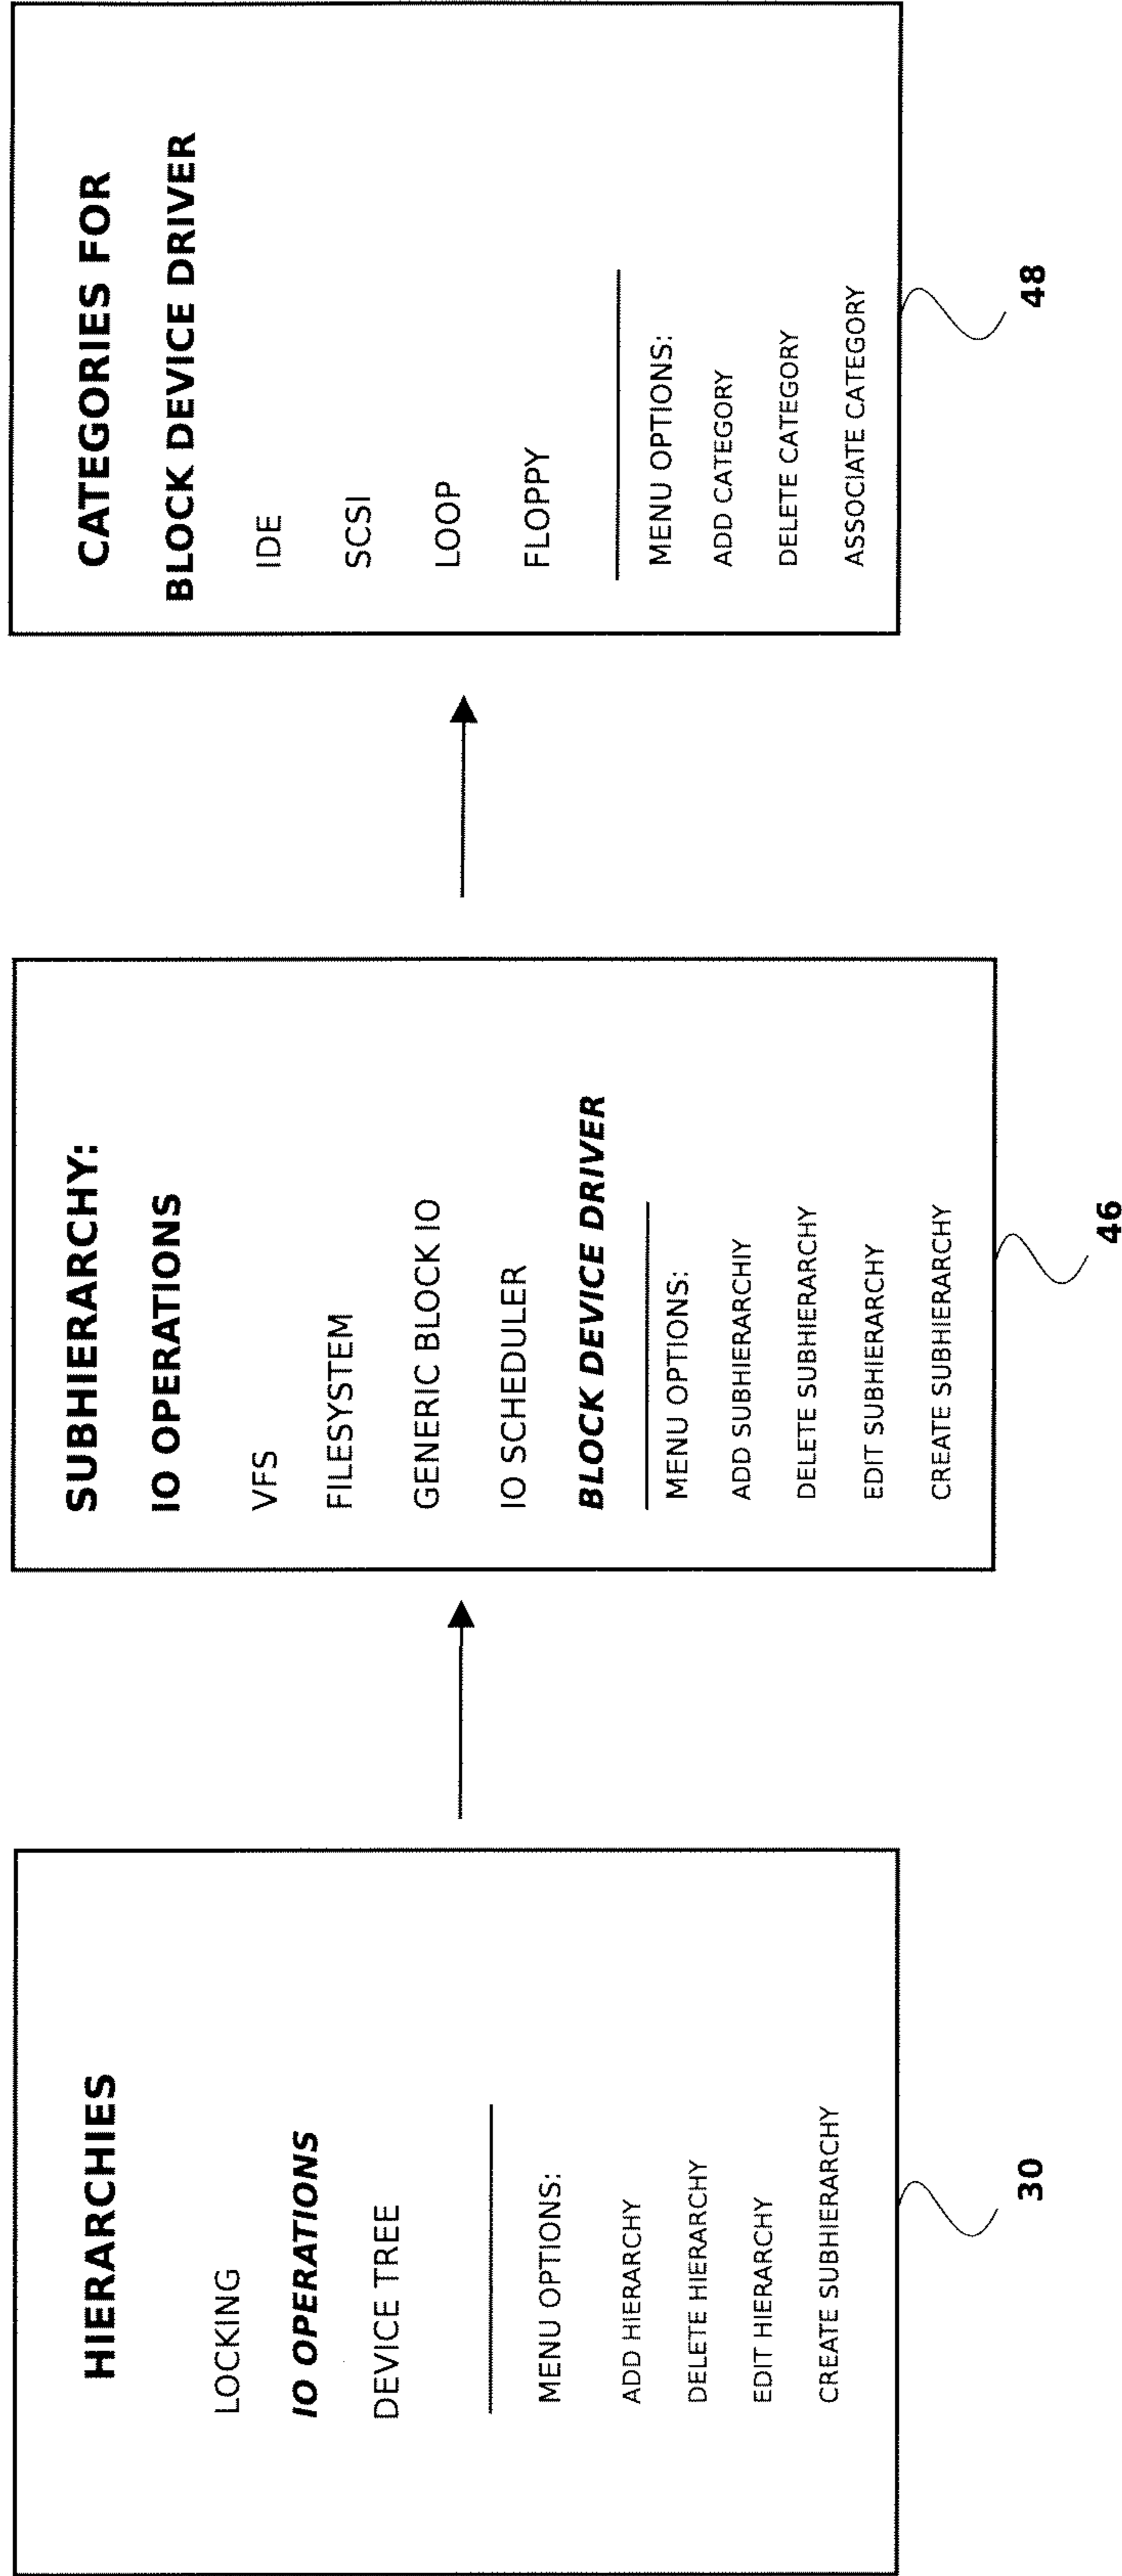 HIERARCHIES
LOCKING
IO OPERATIONS
DEVICE TREE
MENU OPTIONS:
ADD HIERARCHY
DELETE HIERARCHY
EDIT HIERARCHY
CREATE SUBHIERARCHY
30
SUBHIERARCHY:
IO OPERATIONS
VFS
FILESYSTEM
GENERIC BLOCK IO
IO SCHEDULER
BLOCK DEVICE DRIVER
MENU OPTIONS:
ADD SUBHIERARCHIY
DELETE SUBHIERARCHY
EDIT SUBHIERARCHY
CREATE SUBHIERARCHY
46
CATEGORIES FOR
BLOCK DEVICE DRIVER
IDE
SCSI
LOOP
FLOPPY
MENU OPTIONS:
ADD CATEGORY
DELETE CATEGORY
ASSOCIATE CATEGORY
48